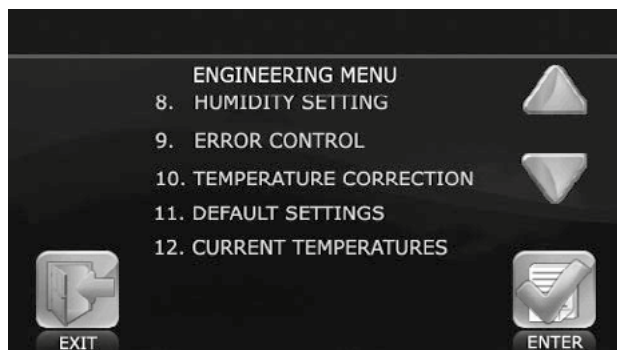 ENGINEERING MENU
8. HUMIDITY SETTING
9. ERROR CONTROL
10. TEMPERATURE CORRECTION
11. DEFAULT SETTINGS
12. CURRENT TEMPERATURES
EXIT
ENTER